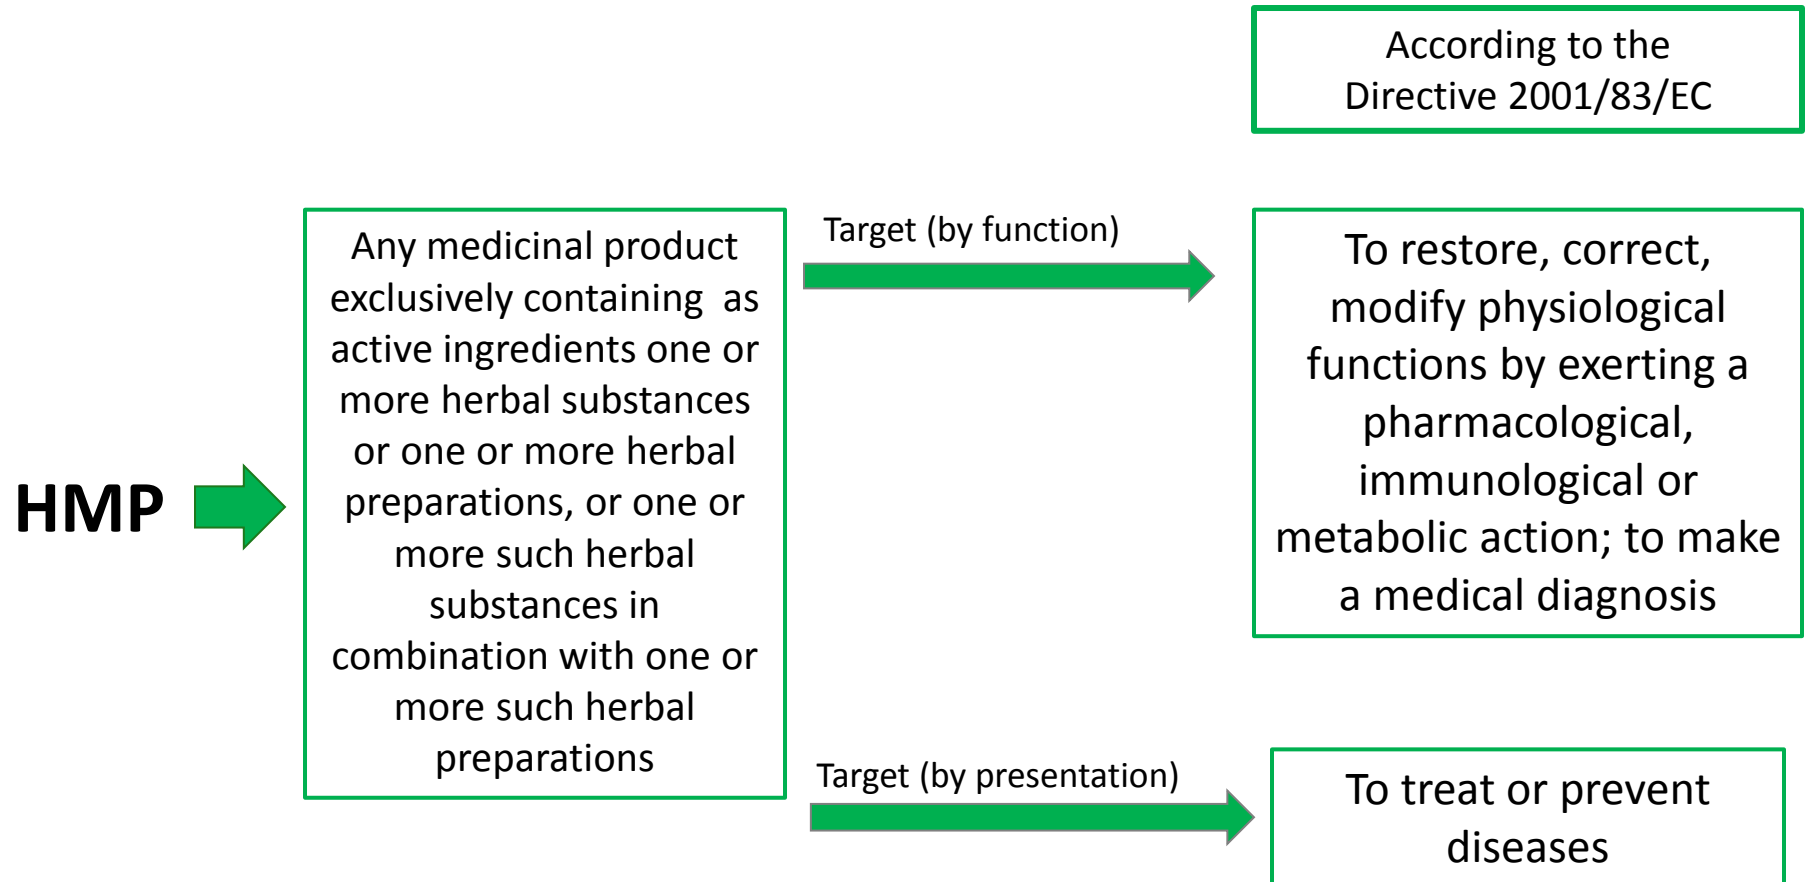 According to the
Directive 2001/83/EC
HMP
Any medicinal product
exclusively containing  as
active ingredients one or
more herbal substances
or one or more herbal
preparations, or one or
more such herbal
substances in
combination with one or
more such herbal
preparations
Target (by function)
To restore, correct,
modify physiological
functions by exerting a
pharmacological,
immunological or
metabolic action; to make
a medical diagnosis
Target (by presentation)
To treat or prevent
diseases